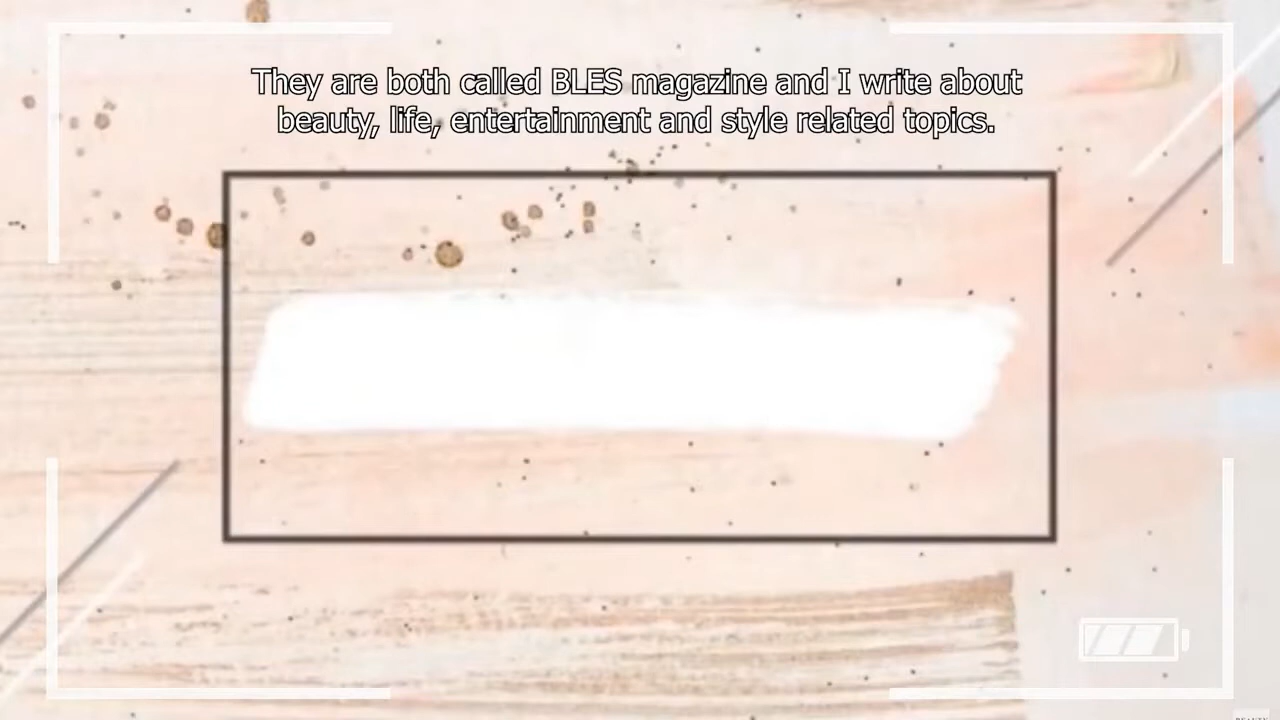 They are both called BLES magazine and I write about
beauty, life, entertainment and style related topics.